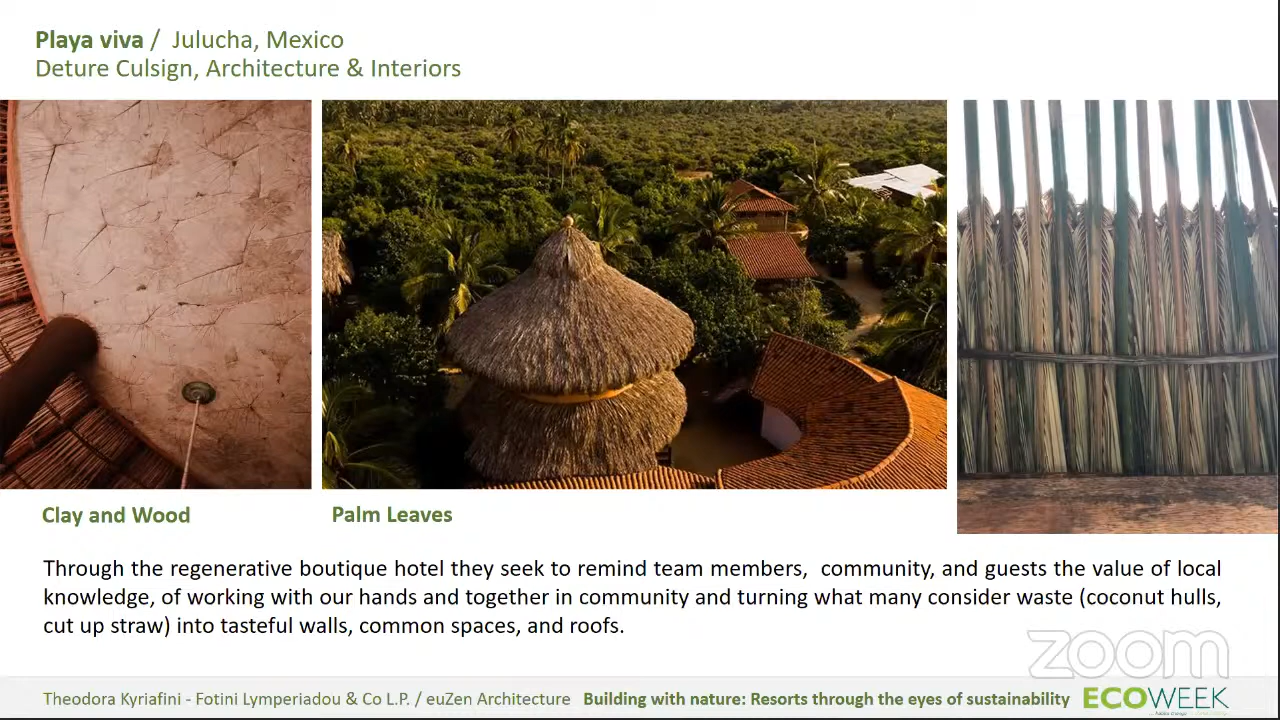 Playa viva / Julucha, Mexico
Deture Culsign, Architecture & Interiors
Clay and Wood
Palm Leaves
Through the regenerative boutique hotel they seek to remind team members, community, and guests the value of local
knowledge, of working with our hands and together in community and turning what many consider waste (coconut hulls,
cut up straw) into tasteful walls, common spaces, and roofs.
zoom
Theodora Kyriafini - Fotini Lymperiadou & Co L.P. / euZen Architecture Building with nature: Resorts through the eyes of sustainability ECOWEEK